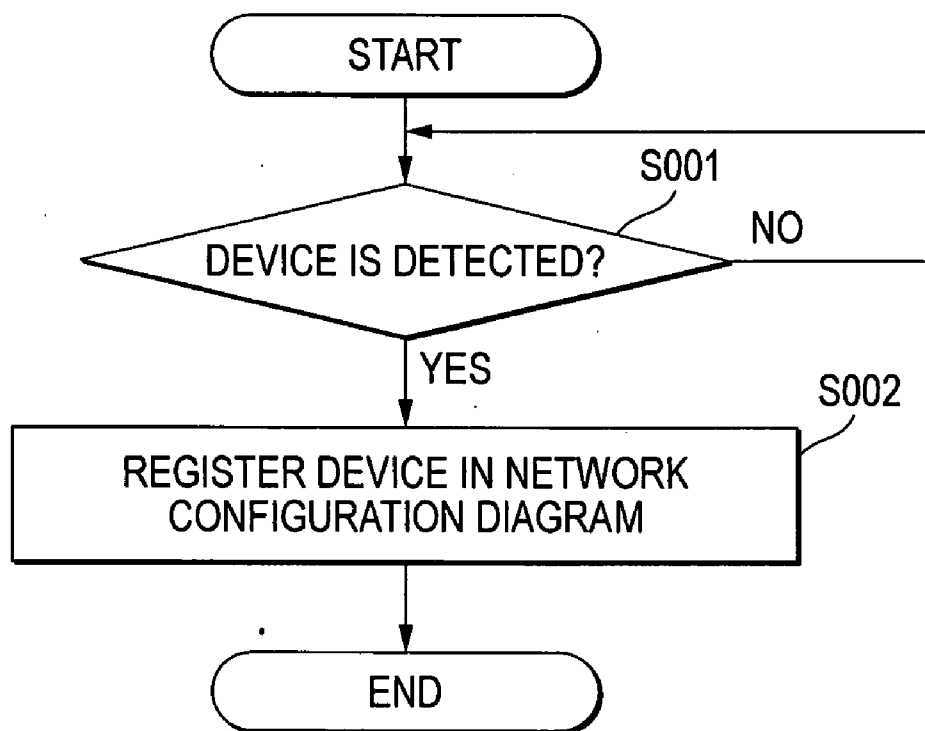 START
S001
DEVICE IS DETECTED?
NO
YES
S002
REGISTER DEVICE IN NETWORK
CONFIGURATION DIAGRAM
END